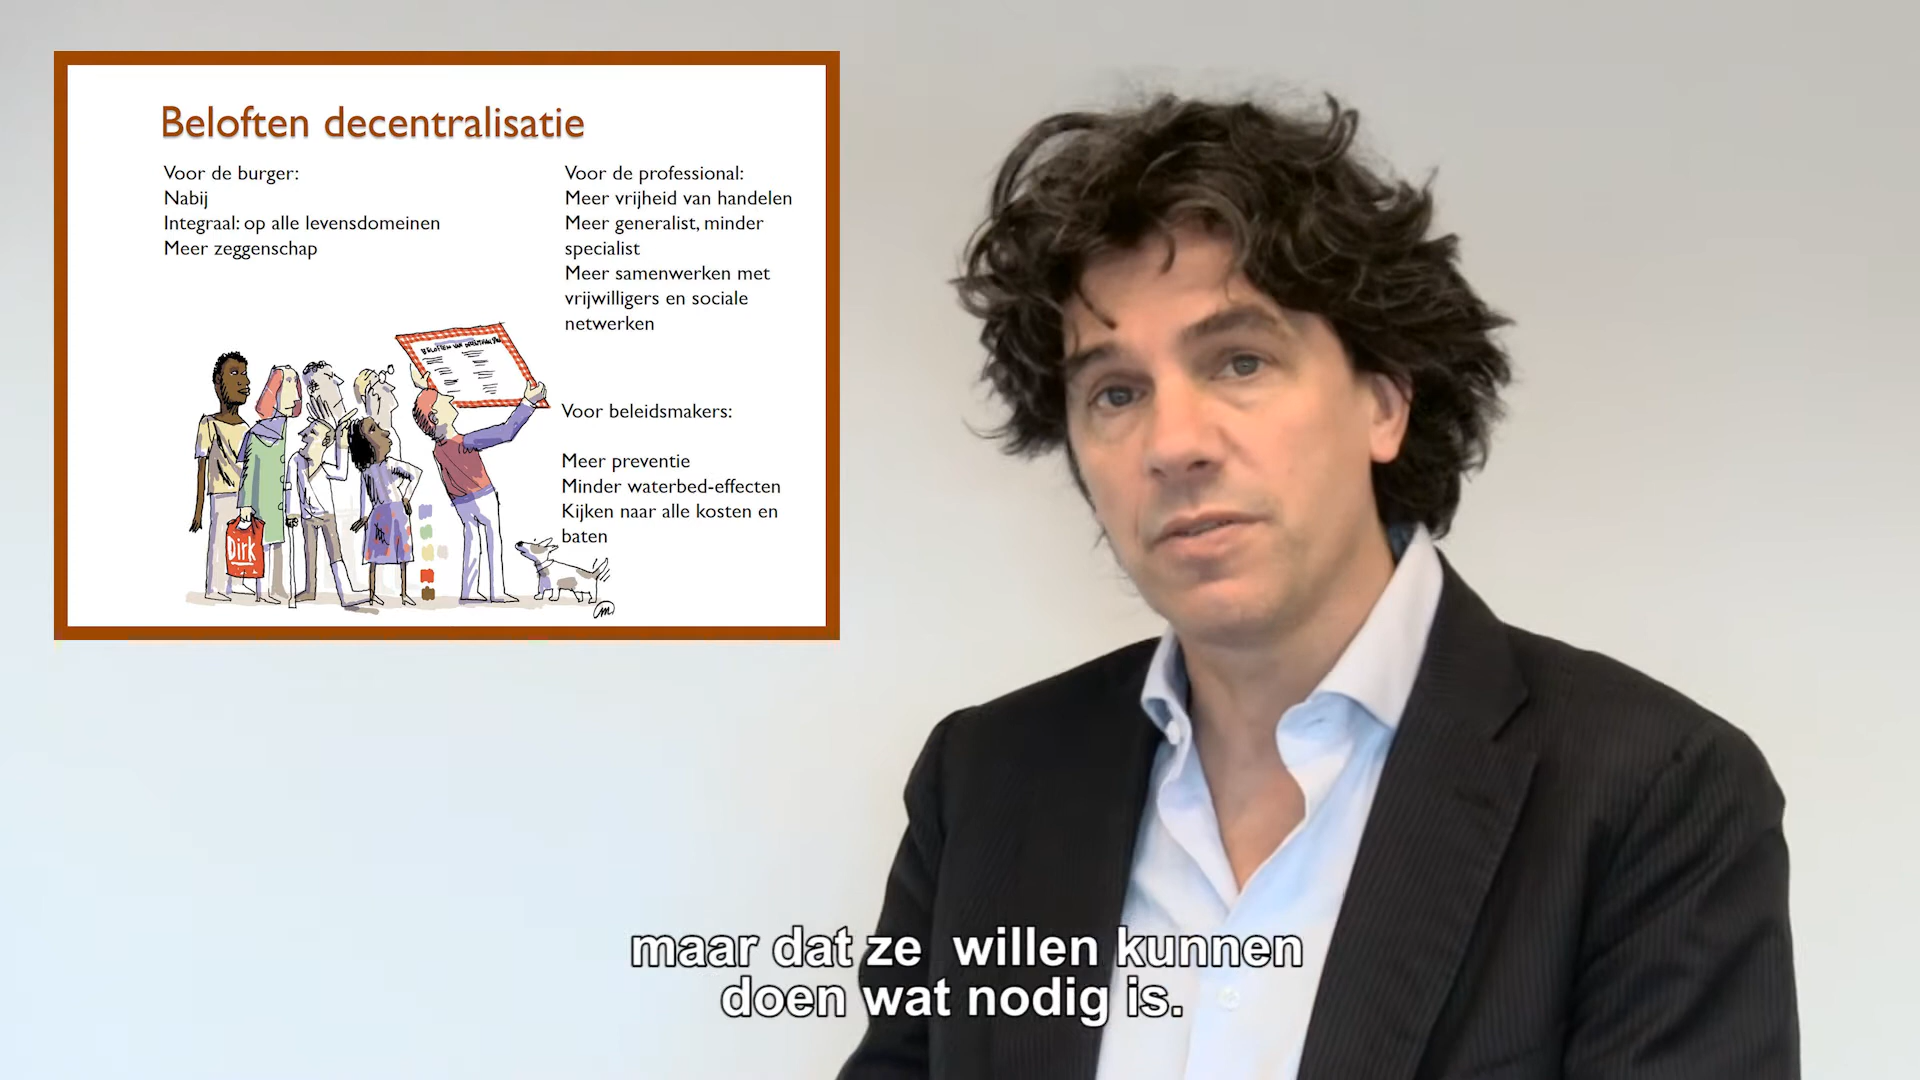 Beloften decentralisatie
Voor de burger:
Nabij
Integraal: op alle levensdomeinen
Meer zeggenschap
Voor de professional:
Meer vrijheid van handelen
Meer generalist, minder
specialist
Meer samenwerken met
vrijwilligers en sociale
netwerken
BELOFTEN VAN
Voor beleidsmakers:
Meer preventie
Minder waterbed-effecten
Kijken naar alle kosten en
baten
Dirk
maar dat ze  willen kunnen
doen wat nodig is.